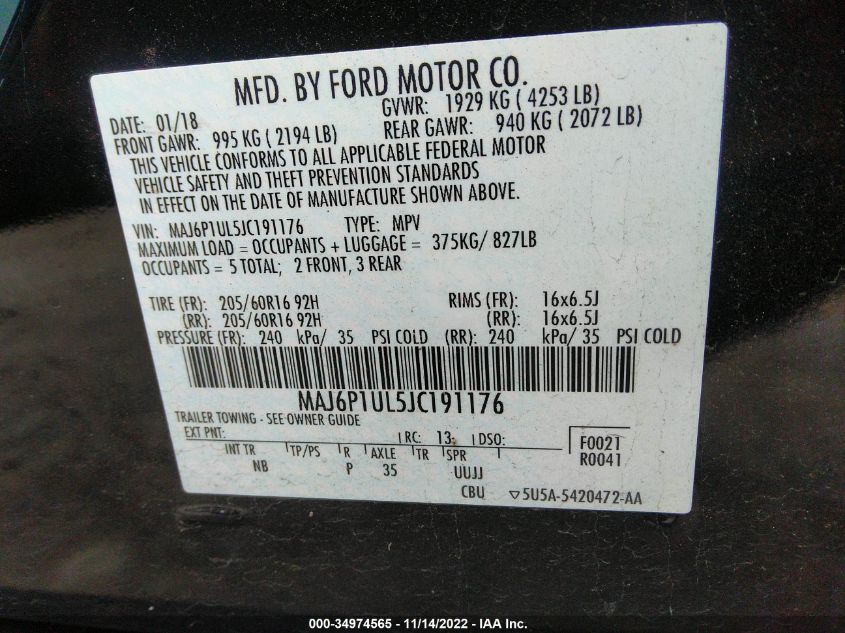 MFD. BY FORD MOTOR CO.
DATE: 01/18 GVWR: 1929 KG ( 4253 LB)
FRONT GAWR: 995 KG ( 2194 LB) REAR GAWR: 940 KG ( 2072 LB)
THIS VEHICLE CONFORMS TO ALL APPLICABLE FEDERAL MOTOR
VEHICLE SAFETY AND THEFT PREVENTION STANDARDS
IN EFFECT ON THE DATE OF MANUFACTURE SHOWN ABOVE.
VIN: MAJ6P1UL5JC191176 TYPE: MPV
MAXIMUM LOAD = OCCUPANTS + LUGGAGE = 375KG/ 827LB
OCCUPANTS = 5 TOTAL; 2 FRONT, 3 REAR
TIRE (FR): 205/60R16 92H RIMS (FR): 16x6.5J
(RR): 205/60R16 92H (RR): 16x6.5J
PRESSURE (FR): 240 kPa/ 35 PSI COLD (RR): 240 kPa/ 35 PSI COLD
MAJ6P1UL5JC191176
TRAILER TOWING - SEE OWNER GUIDE
EXT PNT: RC: 13 DSO: F0021
R0041
INT TR TP/PS R AXLE TR SPR
NB P 35 UUJJ
CBU ▽5U5A-5420472-AA
000-34974565 - 11/14/2022 - IAA Inc.